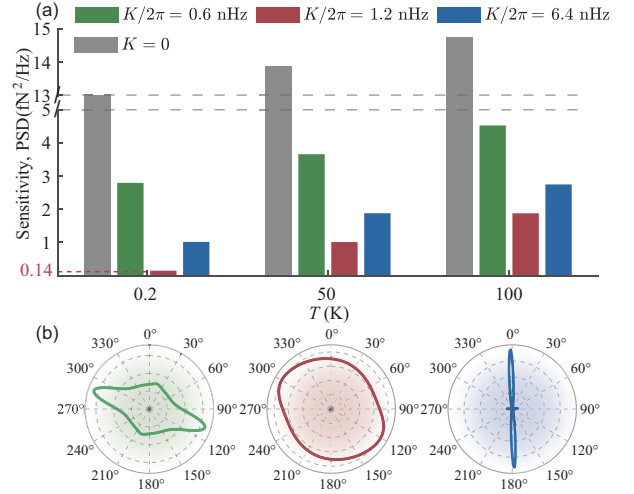 (a)
K/2π = 0.6 nHz K/2π = 1.2 nHz K/2π = 6.4 nHz
K = 0
Sensitivity, PSD(fN²/Hz)
15
14
13
5
4
3
2
1
0.14
0.2 50 100
T (K)
(b)
0° 30° 60° 90° 120° 150° 180° 210° 240° 270° 300° 330°
0° 30° 60° 90° 120° 150° 180° 210° 240° 270° 300° 330°
0° 30° 60° 90° 120° 150° 180° 210° 240° 270° 300° 330°